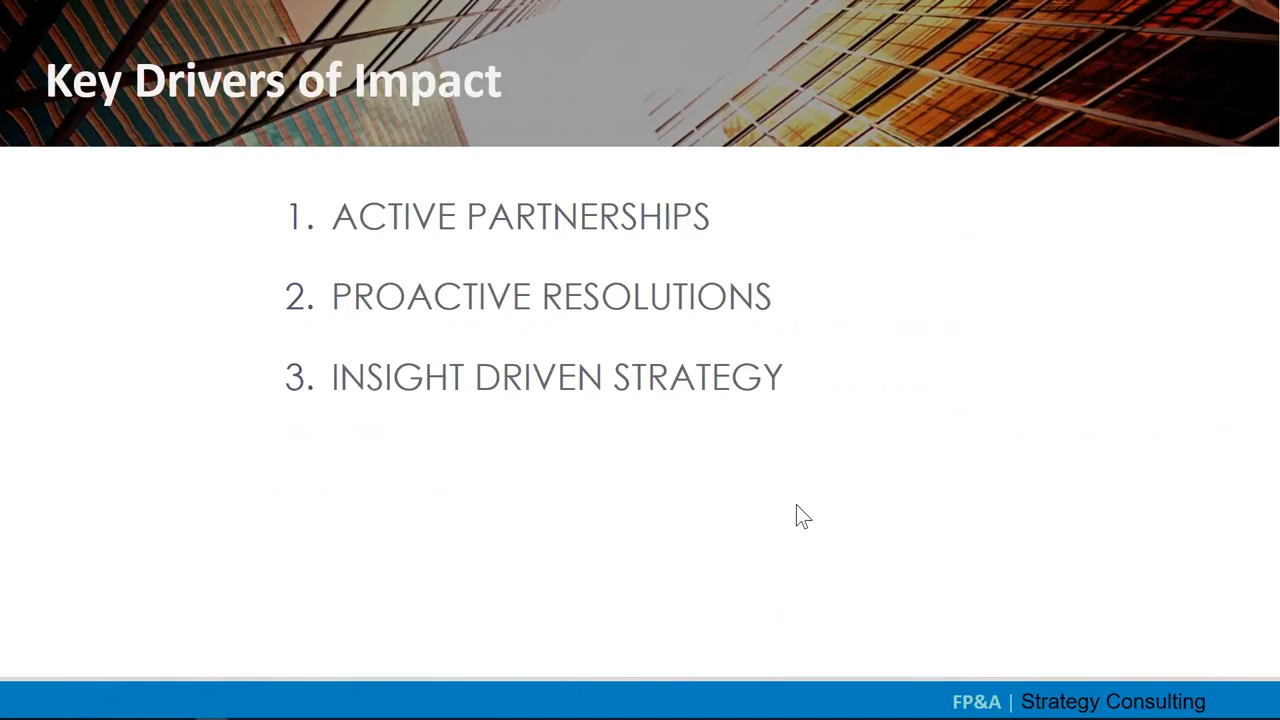 Key Drivers of Impact
1. ACTIVE PARTNERSHIPS
2. PROACTIVE RESOLUTIONS
3. INSIGHT DRIVEN STRATEGY
FP&A | Strategy Consulting